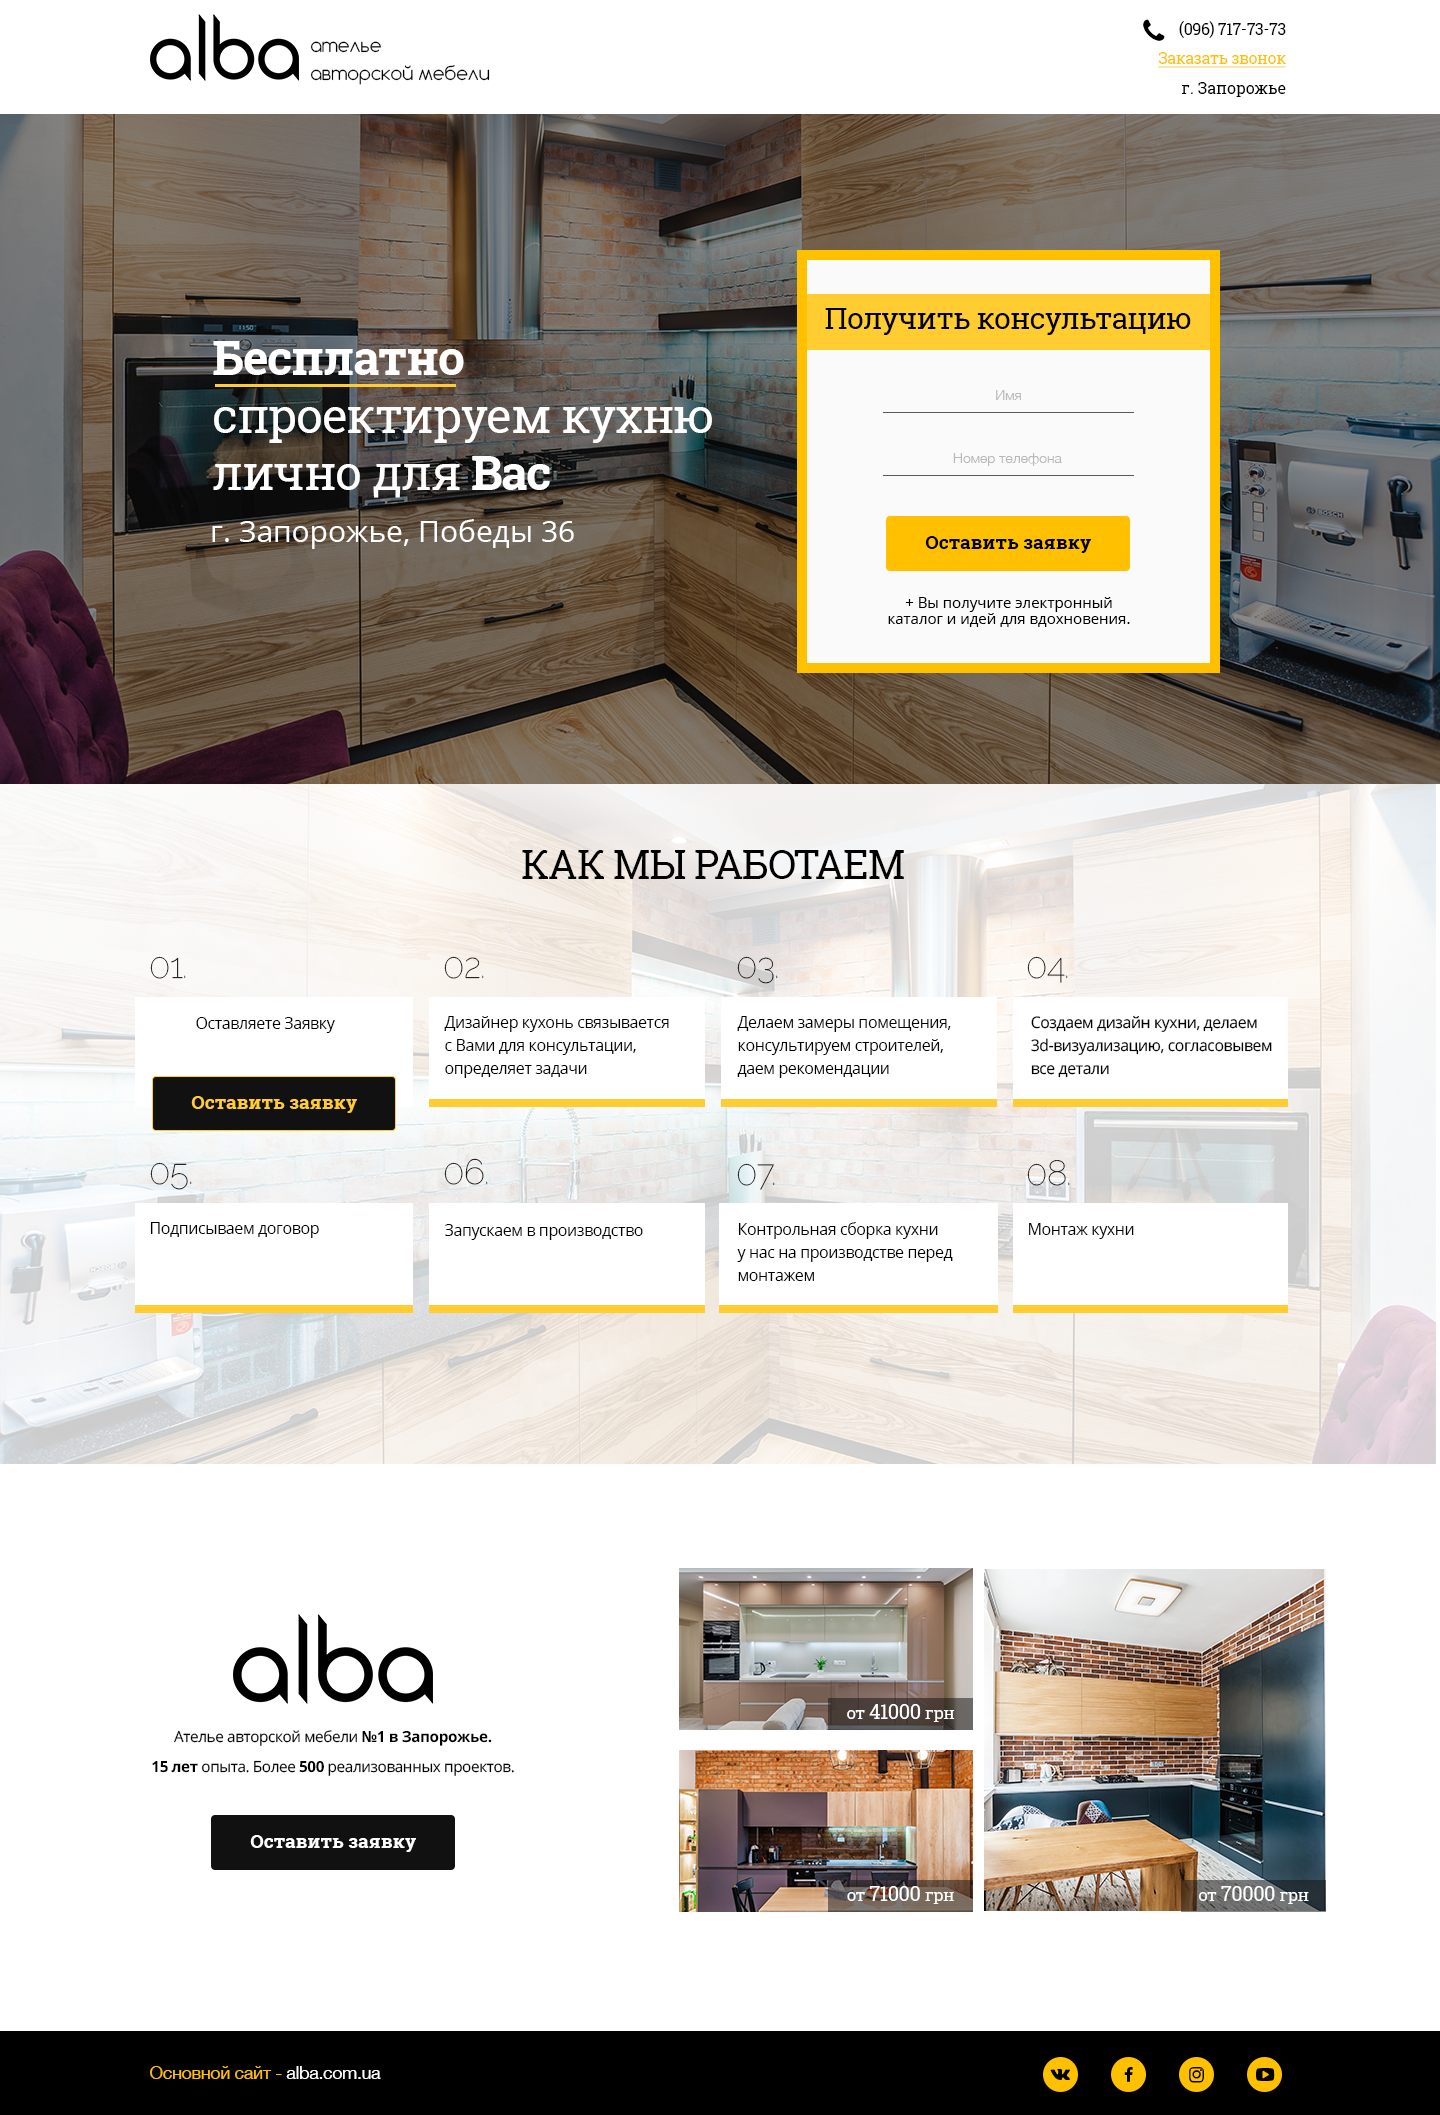 alba
ателье
авторской мебели
(096) 717-73-73
Заказать звонок
г. Запорожье
Бесплатно
спроектируем кухню
лично для Вас
г. Запорожье, Победы 36
Получить консультацию
Имя
Номер телефона
Оставить заявку
+ Вы получите электронный
каталог и идей для вдохновения.
BOSCH
КАК МЫ РАБОТАЕМ
01.
Оставляете Заявку
Оставить заявку
02.
Дизайнер кухонь связывается
с Вами для консультации,
определяет задачи
03.
Делаем замеры помещения,
консультируем строителей,
даем рекомендации
04.
Создаем дизайн кухни, делаем
3d-визуализацию, согласовывем
все детали
05.
Подписываем договор
06.
Запускаем в производство
07.
Контрольная сборка кухни
у нас на производстве перед
монтажем
08.
Монтаж кухни
alba
Ателье авторской мебели №1 в Запорожье.
15 лет опыта. Более 500 реализованных проектов.
Оставить заявку
от 41000 грн
от 71000 грн
от 70000 грн
Основной сайт - alba.com.ua